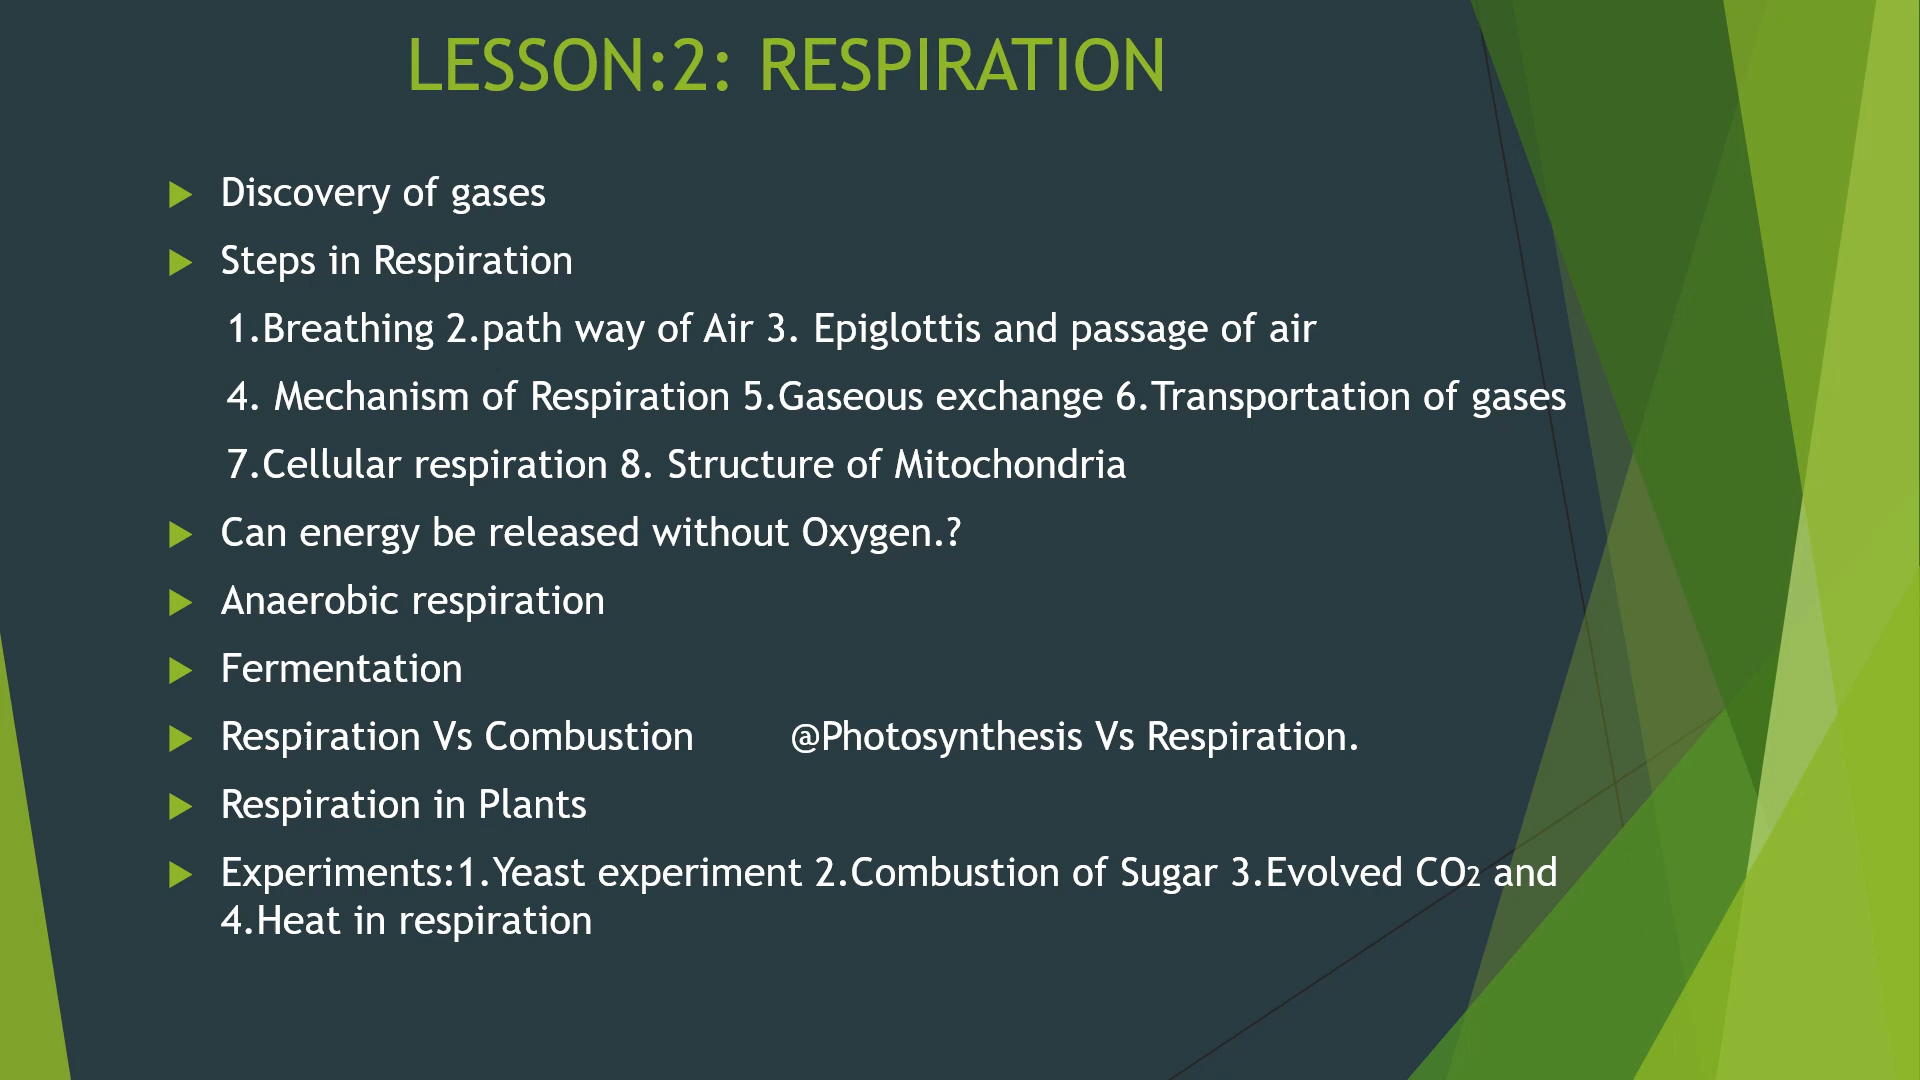 LESSON:2: RESPIRATION
Discovery of gases
Steps in Respiration
1.Breathing 2.path way of Air 3. Epiglottis and passage of air
4. Mechanism of Respiration 5.Gaseous exchange 6.Transportation of gases
7.Cellular respiration 8. Structure of Mitochondria
Can energy be released without Oxygen.?
Anaerobic respiration
Fermentation
Respiration Vs Combustion @Photosynthesis Vs Respiration.
Respiration in Plants
Experiments:1.Yeast experiment 2.Combustion of Sugar 3.Evolved CO₂ and
4.Heat in respiration